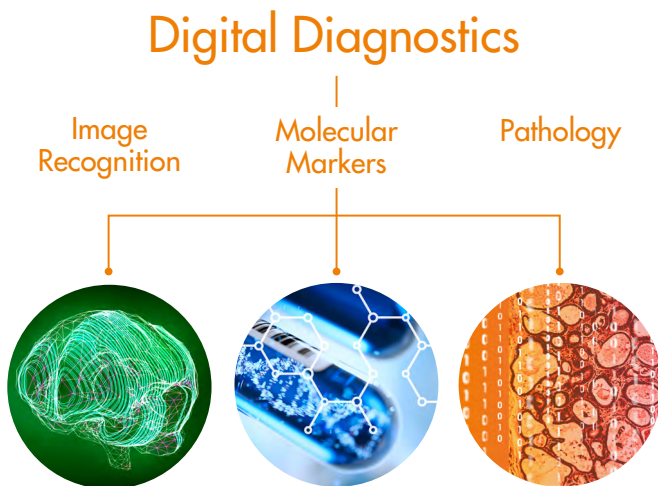 Digital Diagnostics
Image
Recognition
Molecular
Markers
Pathology